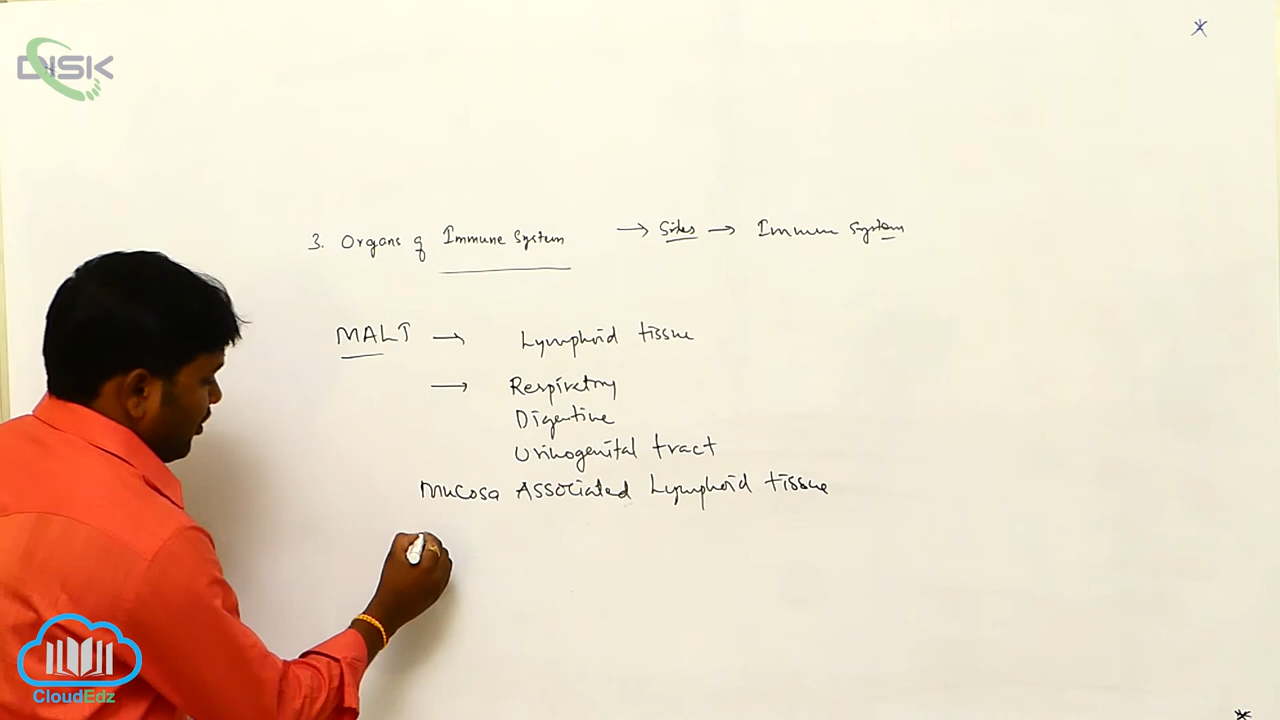 DISK
3. Organs of Immune System → Sites → Immune System
MALT → Lymphoid tissue
→ Respiratory
Digestive
Urinogenital tract
Mucosa Associated Lymphoid tissue
CloudEdz